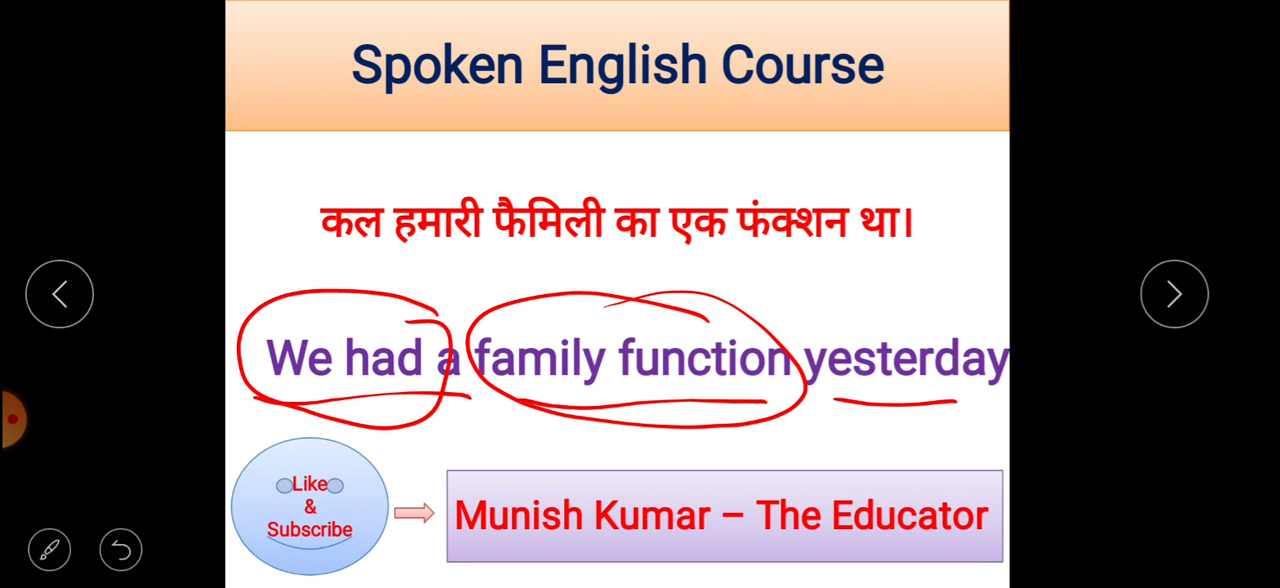 Spoken English Course
कल हमारी फैमिली का एक फंक्शन था।
We had a family function yesterday
Like
&
Subscribe
Munish Kumar – The Educator